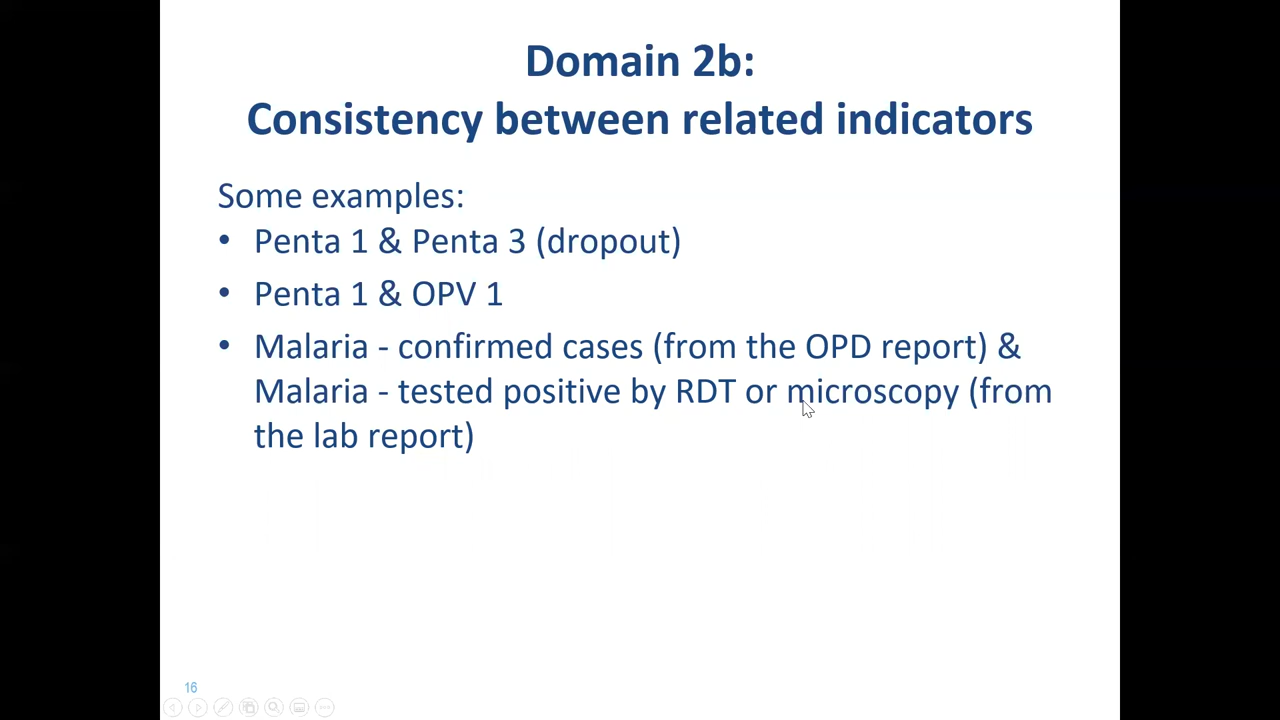 Domain 2b:
Consistency between related indicators
Some examples:
• Penta 1 & Penta 3 (dropout)
• Penta 1 & OPV 1
• Malaria - confirmed cases (from the OPD report) &
Malaria - tested positive by RDT or microscopy (from
the lab report)
16